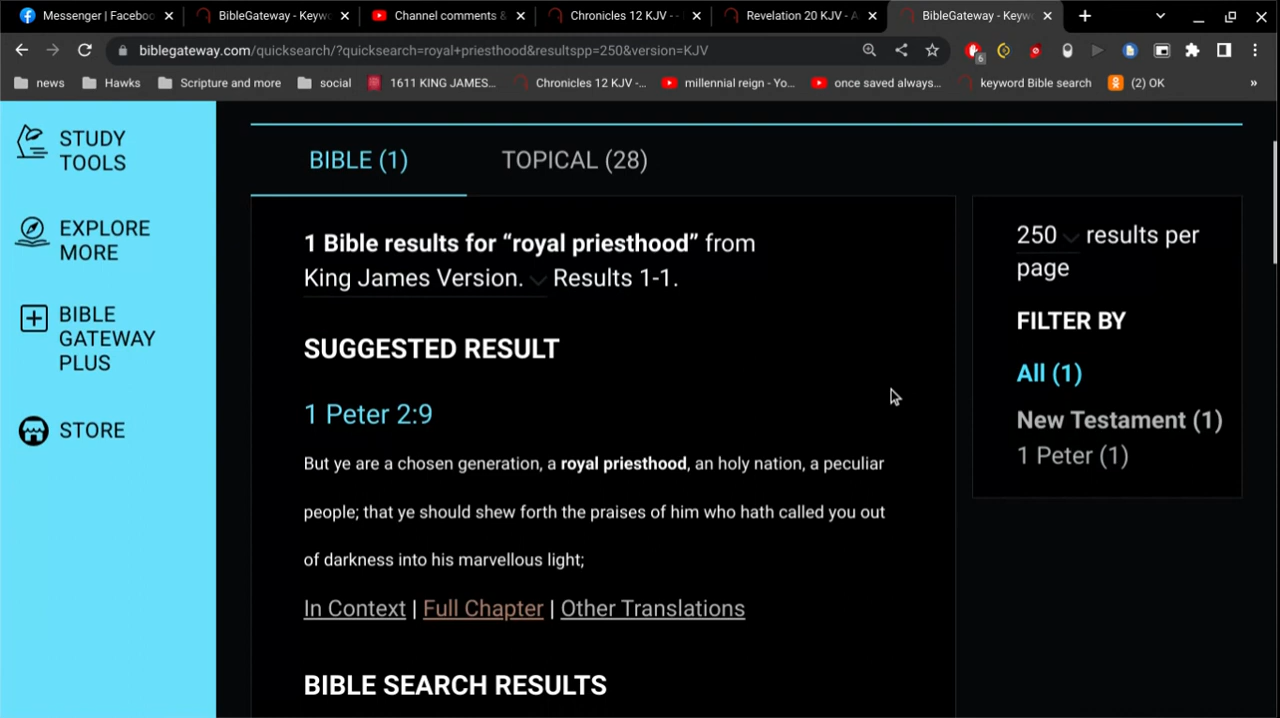 Messenger | Faceboo
BibleGateway - Keyw
Channel comments &
Chronicles 12 KJV - -
Revelation 20 KJV - A
BibleGateway - Keyw
biblegateway.com/quicksearch/?quicksearch=royal+priesthood&resultspp=250&version=KJV
6
news
Hawks
Scripture and more
social
1611 KING JAMES...
Chronicles 12 KJV -...
millennial reign - Yo...
once saved always...
keyword Bible search
(2) OK
»
STUDY
TOOLS
EXPLORE
MORE
BIBLE
GATEWAY
PLUS
STORE
BIBLE (1)
TOPICAL (28)
1 Bible results for “royal priesthood” from
King James Version. Results 1-1.
SUGGESTED RESULT
1 Peter 2:9
But ye are a chosen generation, a royal priesthood, an holy nation, a peculiar
people; that ye should shew forth the praises of him who hath called you out
of darkness into his marvellous light;
In Context | Full Chapter | Other Translations
BIBLE SEARCH RESULTS
250 results per
page
FILTER BY
All (1)
New Testament (1)
1 Peter (1)